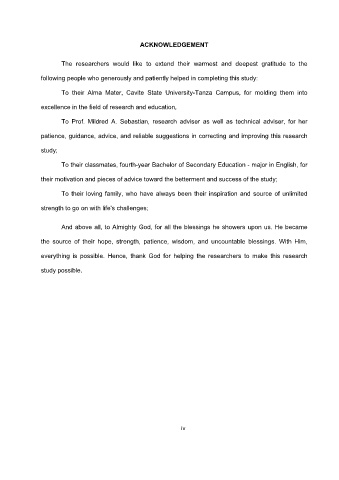 ACKNOWLEDGEMENT
The researchers would like to extend their warmest and deepest gratitude to the
following people who generously and patiently helped in completing this study:
To their Alma Mater, Cavite State University-Tanza Campus, for molding them into
excellence in the field of research and education,
To Prof. Mildred A. Sebastian, research adviser as well as technical adviser, for her
patience, guidance, advice, and reliable suggestions in correcting and improving this research
study;
To their classmates, fourth-year Bachelor of Secondary Education - major in English, for
their motivation and pieces of advice toward the betterment and success of the study;
To their loving family, who have always been their inspiration and source of unlimited
strength to go on with life's challenges;
And above all, to Almighty God, for all the blessings he showers upon us. He became
the source of their hope, strength, patience, wisdom, and uncountable blessings. With Him,
everything is possible. Hence, thank God for helping the researchers to make this research
study possible.
iv